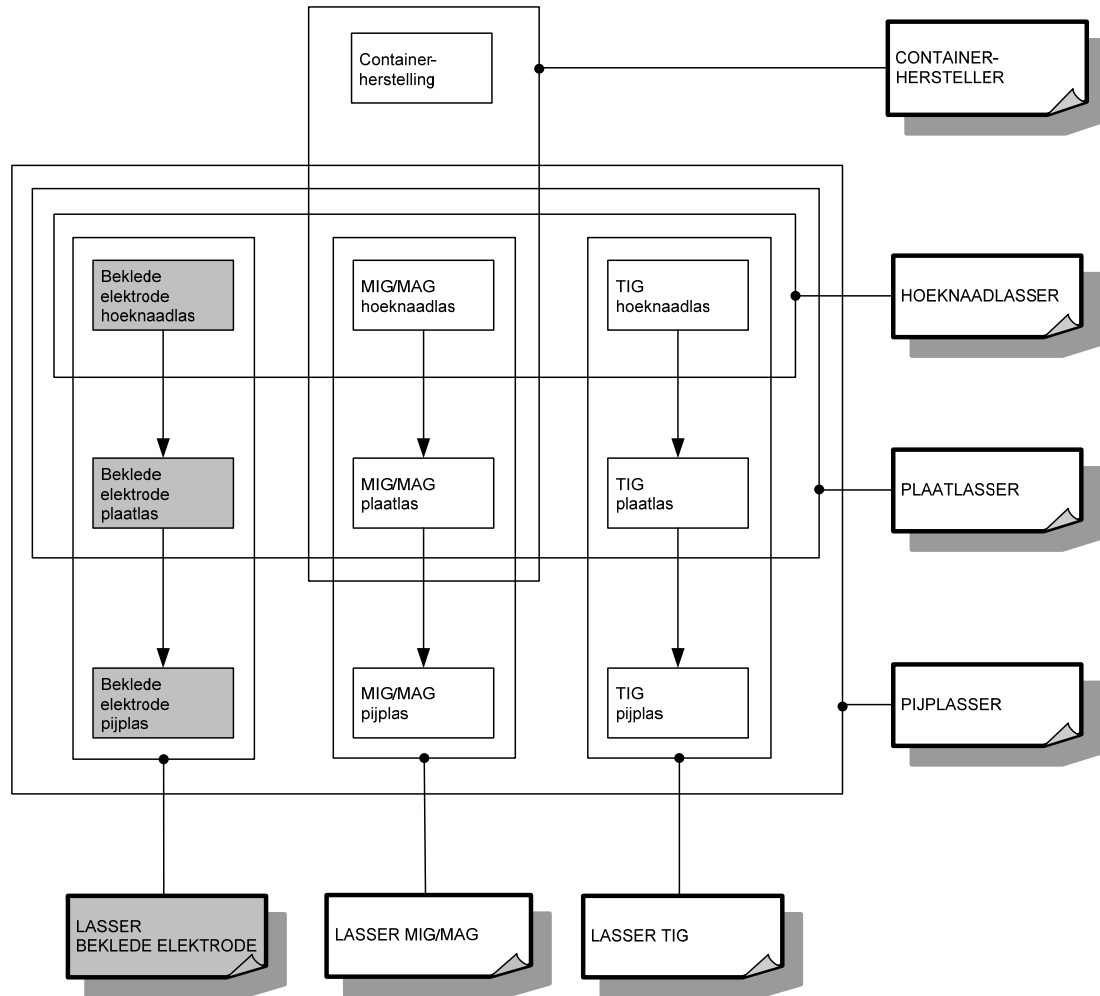 Container-
herstelling
CONTAINER-
HERSTELLER
Beklede
elektrode
hoeknaadlas
MIG/MAG
hoeknaadlas
TIG
hoeknaadlas
HOEKNAADLASSER
Beklede
elektrode
plaatlas
MIG/MAG
plaatlas
TIG
plaatlas
PLAATLASSER
Beklede
elektrode
pijplas
MIG/MAG
pijplas
TIG
pijplas
PIJPLASSER
LASSER
BEKLEDE ELEKTRODE
LASSER MIG/MAG
LASSER TIG